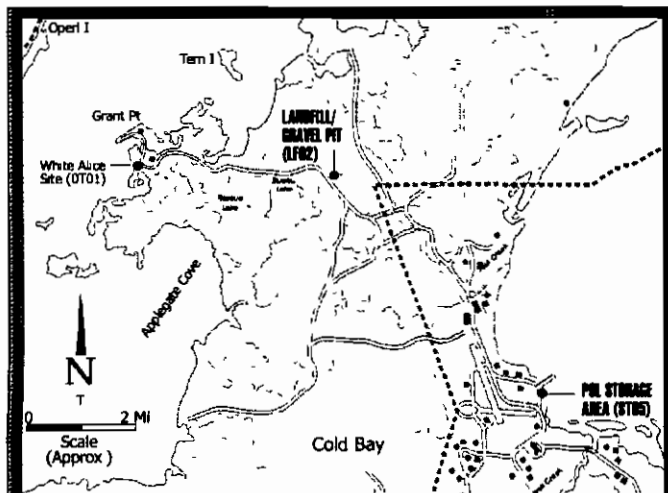 Operl I
Tern I
Grant Pt
LANDFILL/
GRAVEL PIT
(LF02)
White Alice
Site (OT01)
Applegate Cove
N
T
0 2 Mi
Scale
(Approx )
Cold Bay
POL STORAGE
AREA (ST05)